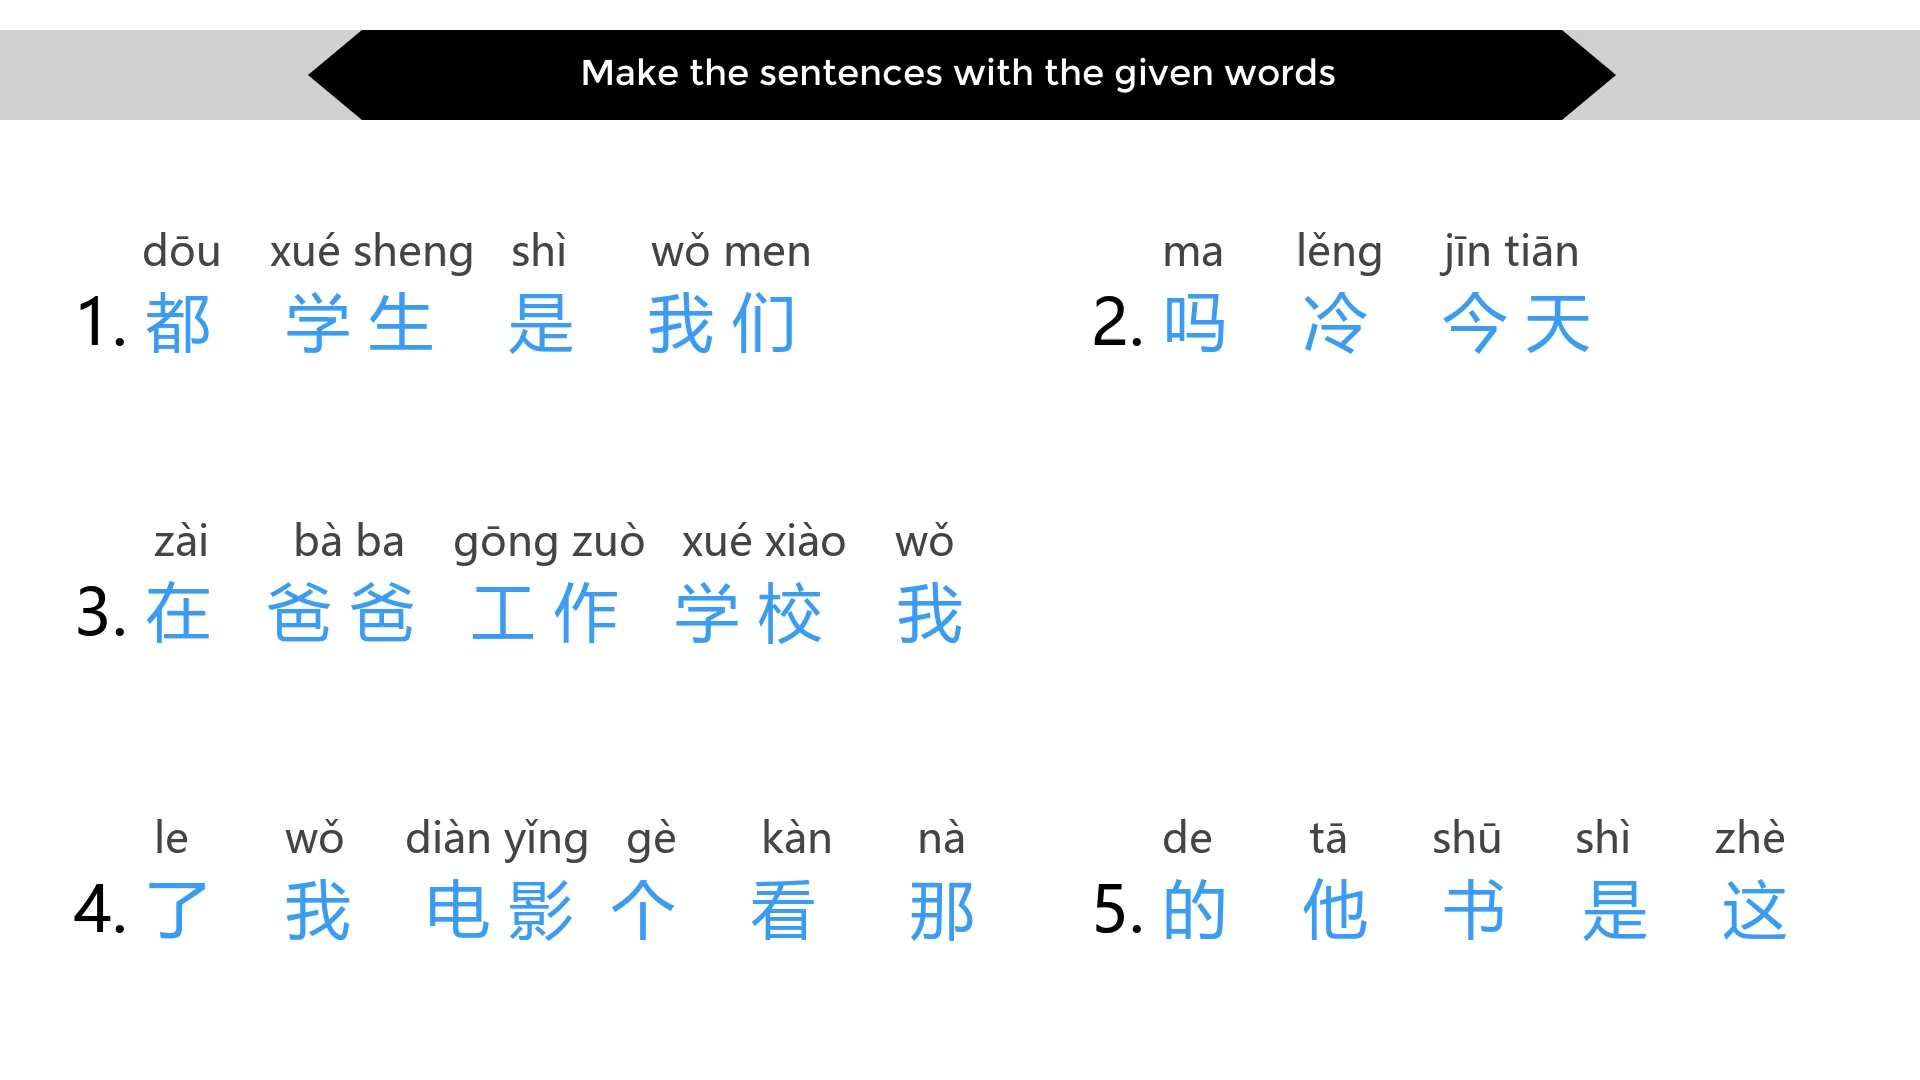 Make the sentences with the given words
dōu xué sheng shì wǒ men
1. 都 学生 是 我们
ma lěng jīn tiān
2. 吗 冷 今天
zài bà ba gōng zuò xué xiào wǒ
3. 在 爸爸 工作 学校 我
le wǒ diàn yǐng gè kàn nà
4. 了 我 电影 个 看 那
de tā shū shì zhè
5. 的 他 书 是 这